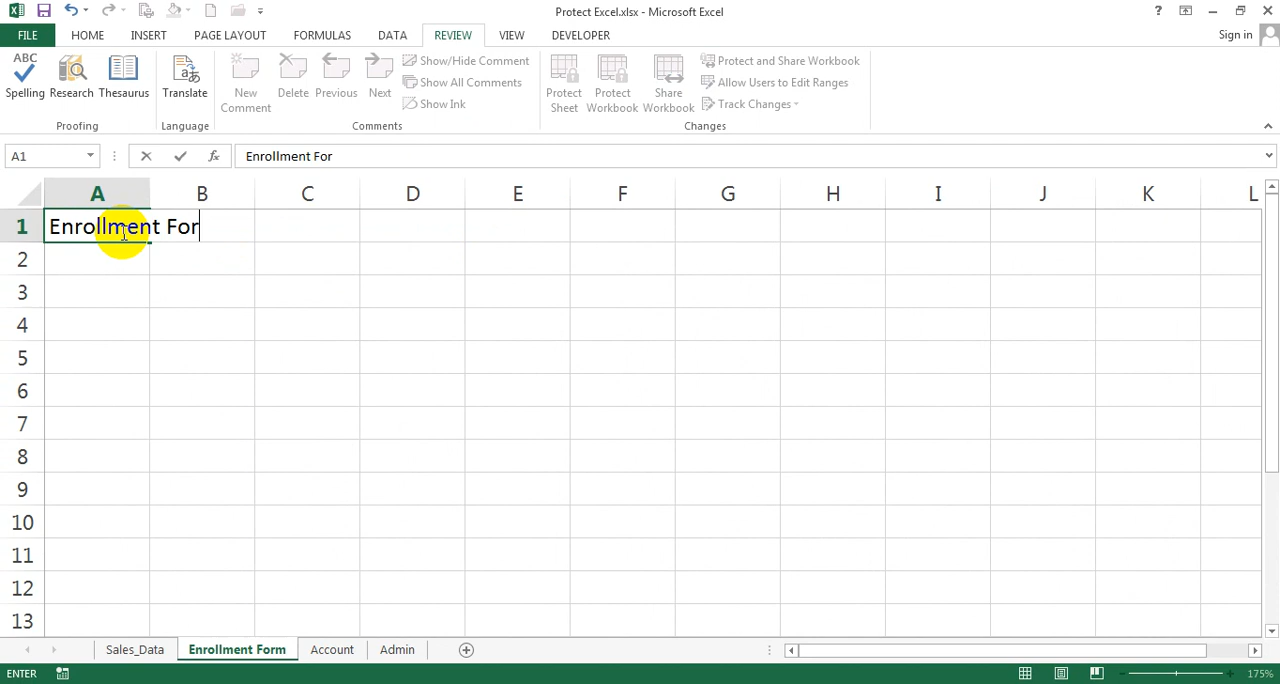 Protect Excel.xlsx - Microsoft Excel
?
FILE HOME INSERT PAGE LAYOUT FORMULAS DATA REVIEW VIEW DEVELOPER Sign in
ABC
Spelling Research Thesaurus
Proofing
Translate
Language
New Comment
Delete Previous Next
Show/Hide Comment
Show All Comments
Show Ink
Comments
Protect Sheet
Protect Workbook
Share Workbook
Protect and Share Workbook
Allow Users to Edit Ranges
Track Changes
Changes
A1 fx Enrollment For
A B C D E F G H I J K L
1 Enrollment For
2
3
4
5
6
7
8
9
10
11
12
13
Sales_Data Enrollment Form Account Admin
ENTER 175%